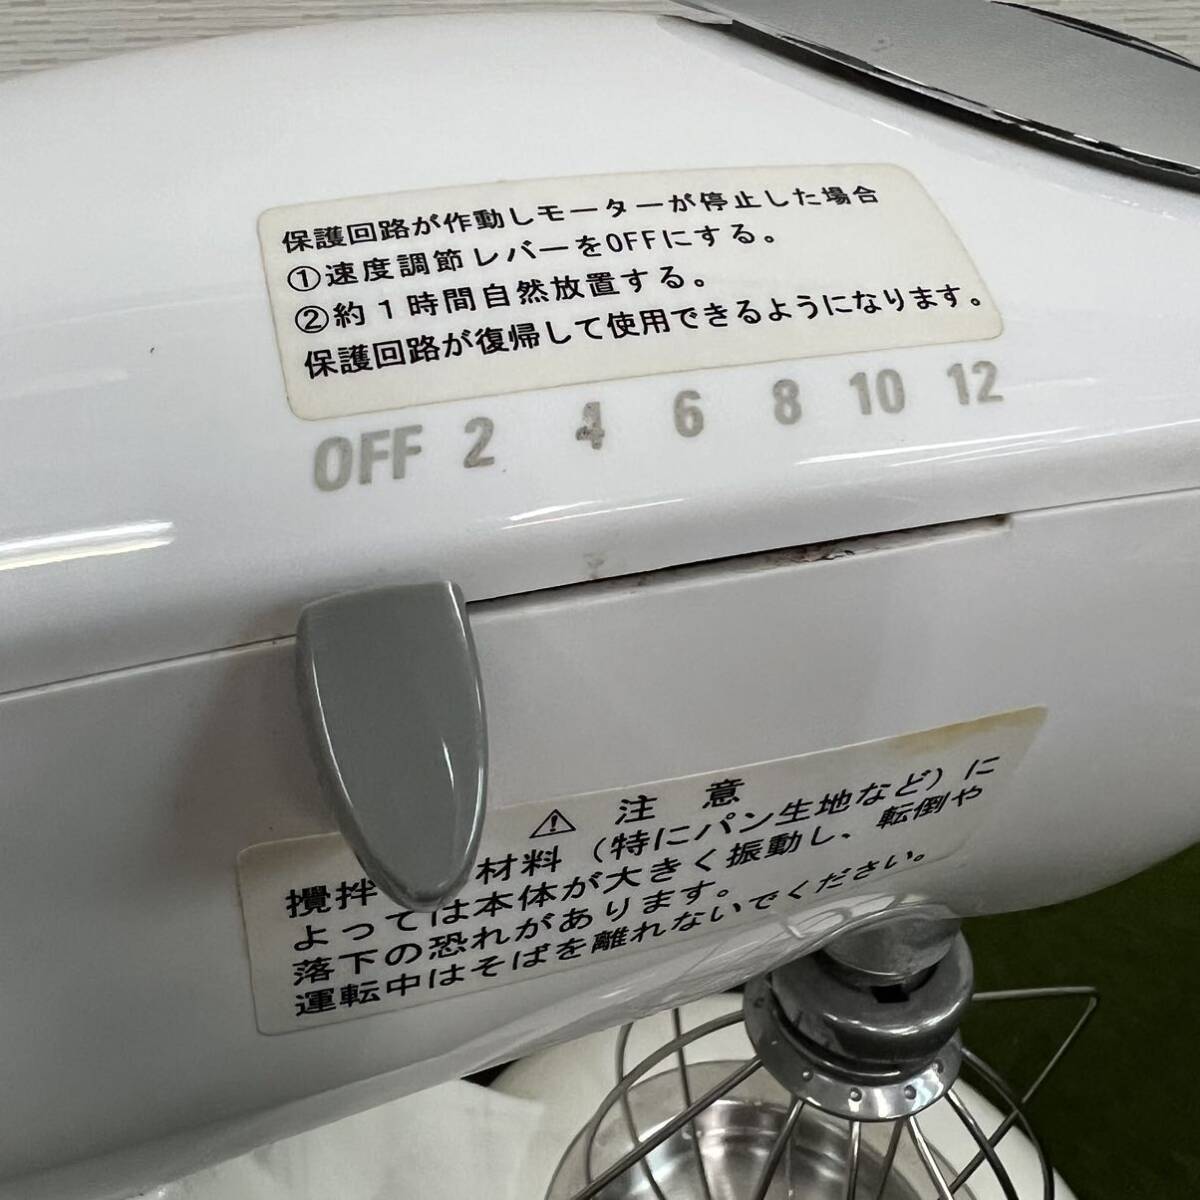 保護回路が作動しモーターが停止した場合
①速度調節レバーをOFFにする。
②約1時間自然放置する。
保護回路が復帰して使用できるようになります。
OFF 2 4 6 8 10 12
⚠ 注意
攪拌 材料(特にパン生地など)に
よっては本体が大きく振動し、転倒や
落下の恐れがあります。
運転中はそばを離れないでください。